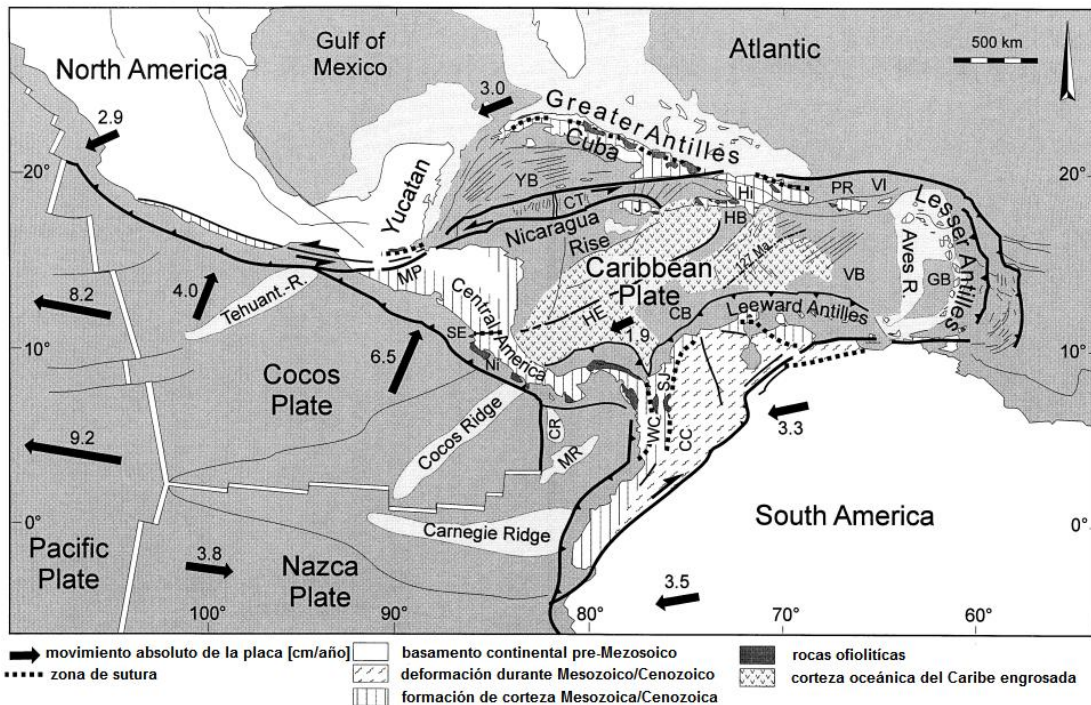 Gulf of
Mexico
Atlantic
500 km
North America
3.0
2.9
Greater Antilles
Cuba
20°
20°
Yucatan
YB
CT
Hi
PR
VI
J
HB
Nicaragua
Rise
Lesser Antilles
Aves R.
GB
127 Ma
Caribbean
Plate
VB
MP
8.2
4.0
Tehuant.-R.
Central America
HE
CB
1.9
Leeward Antilles
SE
Ni
10°
10°
6.5
Cocos
Plate
SJ
WC
CC
3.3
9.2
Cocos Ridge
CR
MR
South America
0°
0°
Carnegie Ridge
Pacific
Plate
3.8
Nazca
Plate
3.5
100°
90°
80°
70°
60°
movimiento absoluto de la placa [cm/año]
zona de sutura
basamento continental pre-Mezosoico
deformación durante Mezoico/Cenozoico
formación de corteza Mesozoica/Cenozoica
rocas ofiolitícas
corteza oceánica del Caribe engrosada